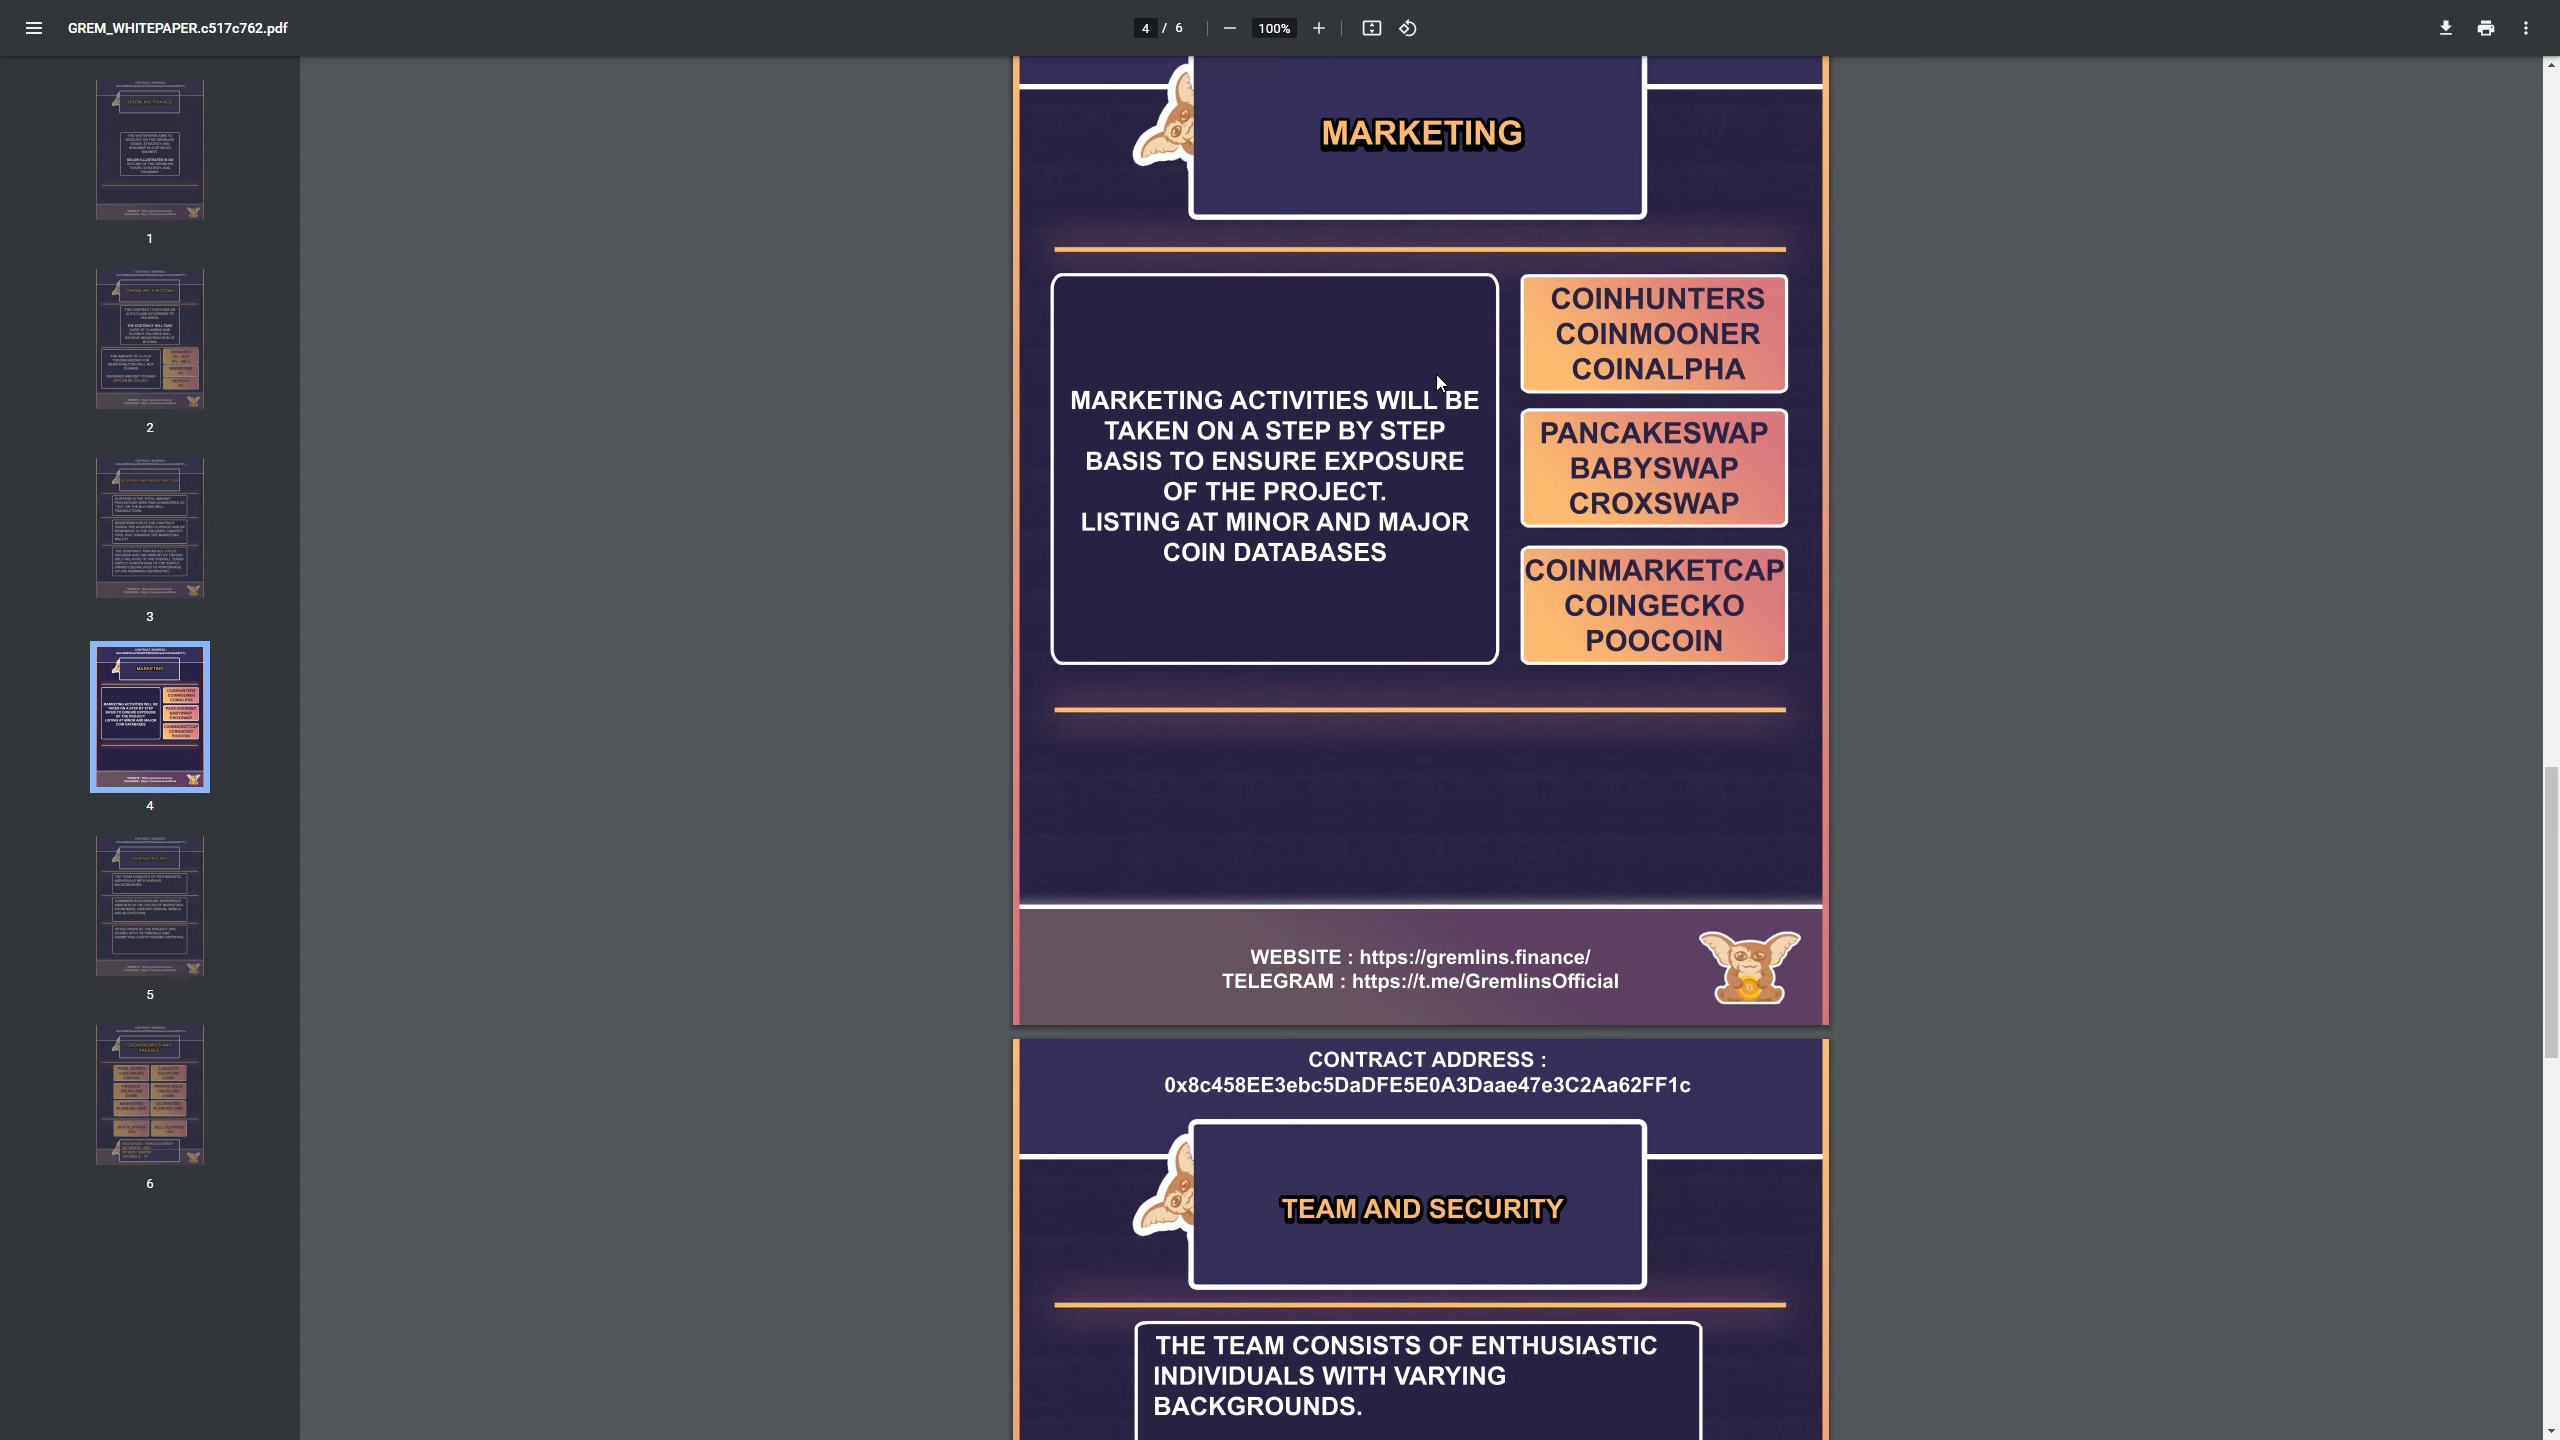 GREM_WHITEPAPER.c517c762.pdf
4 / 6
100%
1
2
3
4
5
6
MARKETING
MARKETING ACTIVITIES WILL BE
TAKEN ON A STEP BY STEP
BASIS TO ENSURE EXPOSURE
OF THE PROJECT.
LISTING AT MINOR AND MAJOR
COIN DATABASES
COINHUNTERS
COINMOONER
COINALPHA
PANCAKESWAP
BABYSWAP
CROXSWAP
COINMARKETCAP
COINGECKO
POOCOIN
WEBSITE : https://gremlins.finance/
TELEGRAM : https://t.me/GremlinsOfficial
CONTRACT ADDRESS :
0x8c458EE3ebc5DaDFE5E0A3Daae47e3C2Aa62FF1c
TEAM AND SECURITY
THE TEAM CONSISTS OF ENTHUSIASTIC
INDIVIDUALS WITH VARYING
BACKGROUNDS.